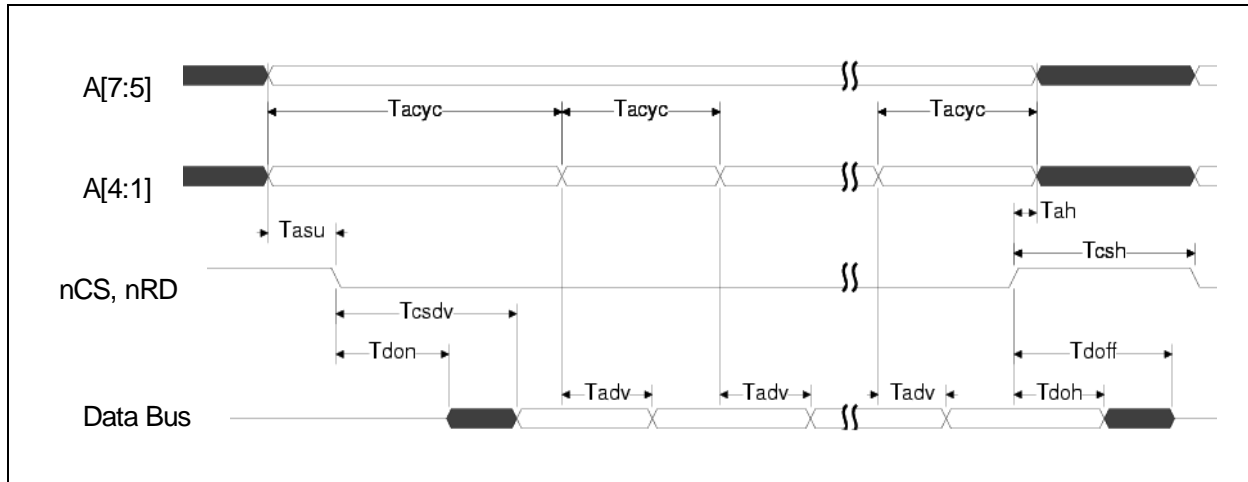 A[7:5]
Tacyc Tacyc Tacyc
A[4:1]
Tasu Tah
Tcsh
nCS, nRD
Tcsdv
Tdon Tdoff
Tadv Tadv Tadv Tdoh
Data Bus